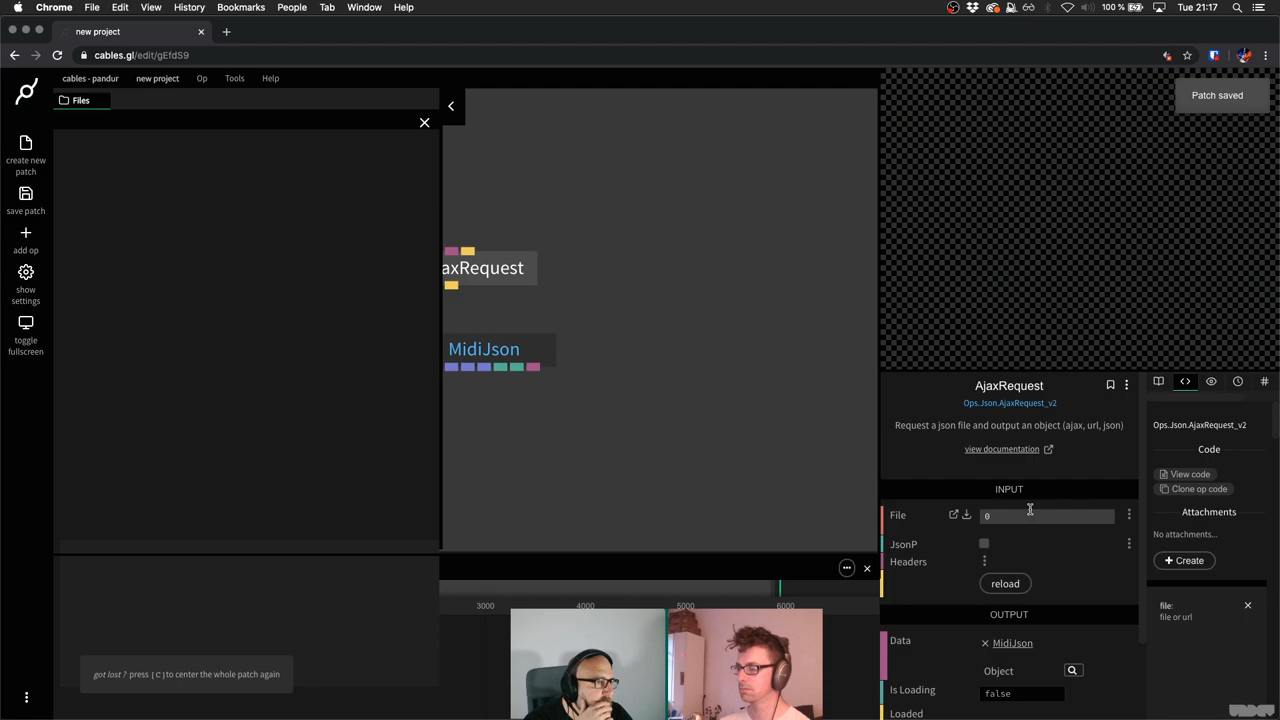 Chrome File Edit View History Bookmarks People Tab Window Help 100 % Tue 21:17
new project
cables.gl/edit/gEfdS9
cables - pandur new project Op Tools Help
Files
Patch saved
create new
patch
save patch
add op
show
settings
toggle
fullscreen
axRequest
MidiJson
AjaxRequest
Ops.Json.AjaxRequest_v2
Request a json file and output an object (ajax, url, json)
view documentation
INPUT
File 0
JsonP
Headers
reload
OUTPUT
Data MidiJson
Object
Is Loading false
Loaded
Ops.Json.AjaxRequest_v2
Code
View code
Clone op code
Attachments
No attachments...
+ Create
file:
file or url
3000 4000 5000 6000
got lost ? press [ C ] to center the whole patch again